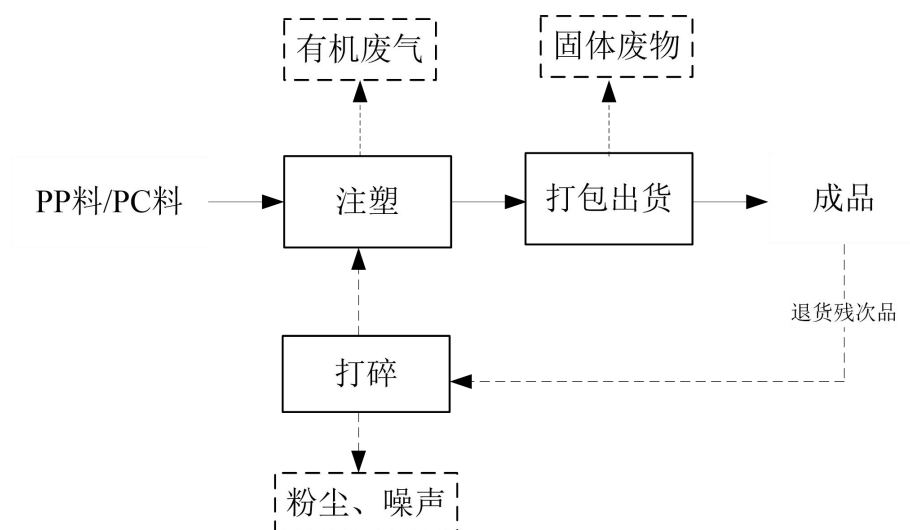 有机废气
固体废物
PP料/PC料
注塑
打包出货
成品
退货残次品
打碎
粉尘、噪声